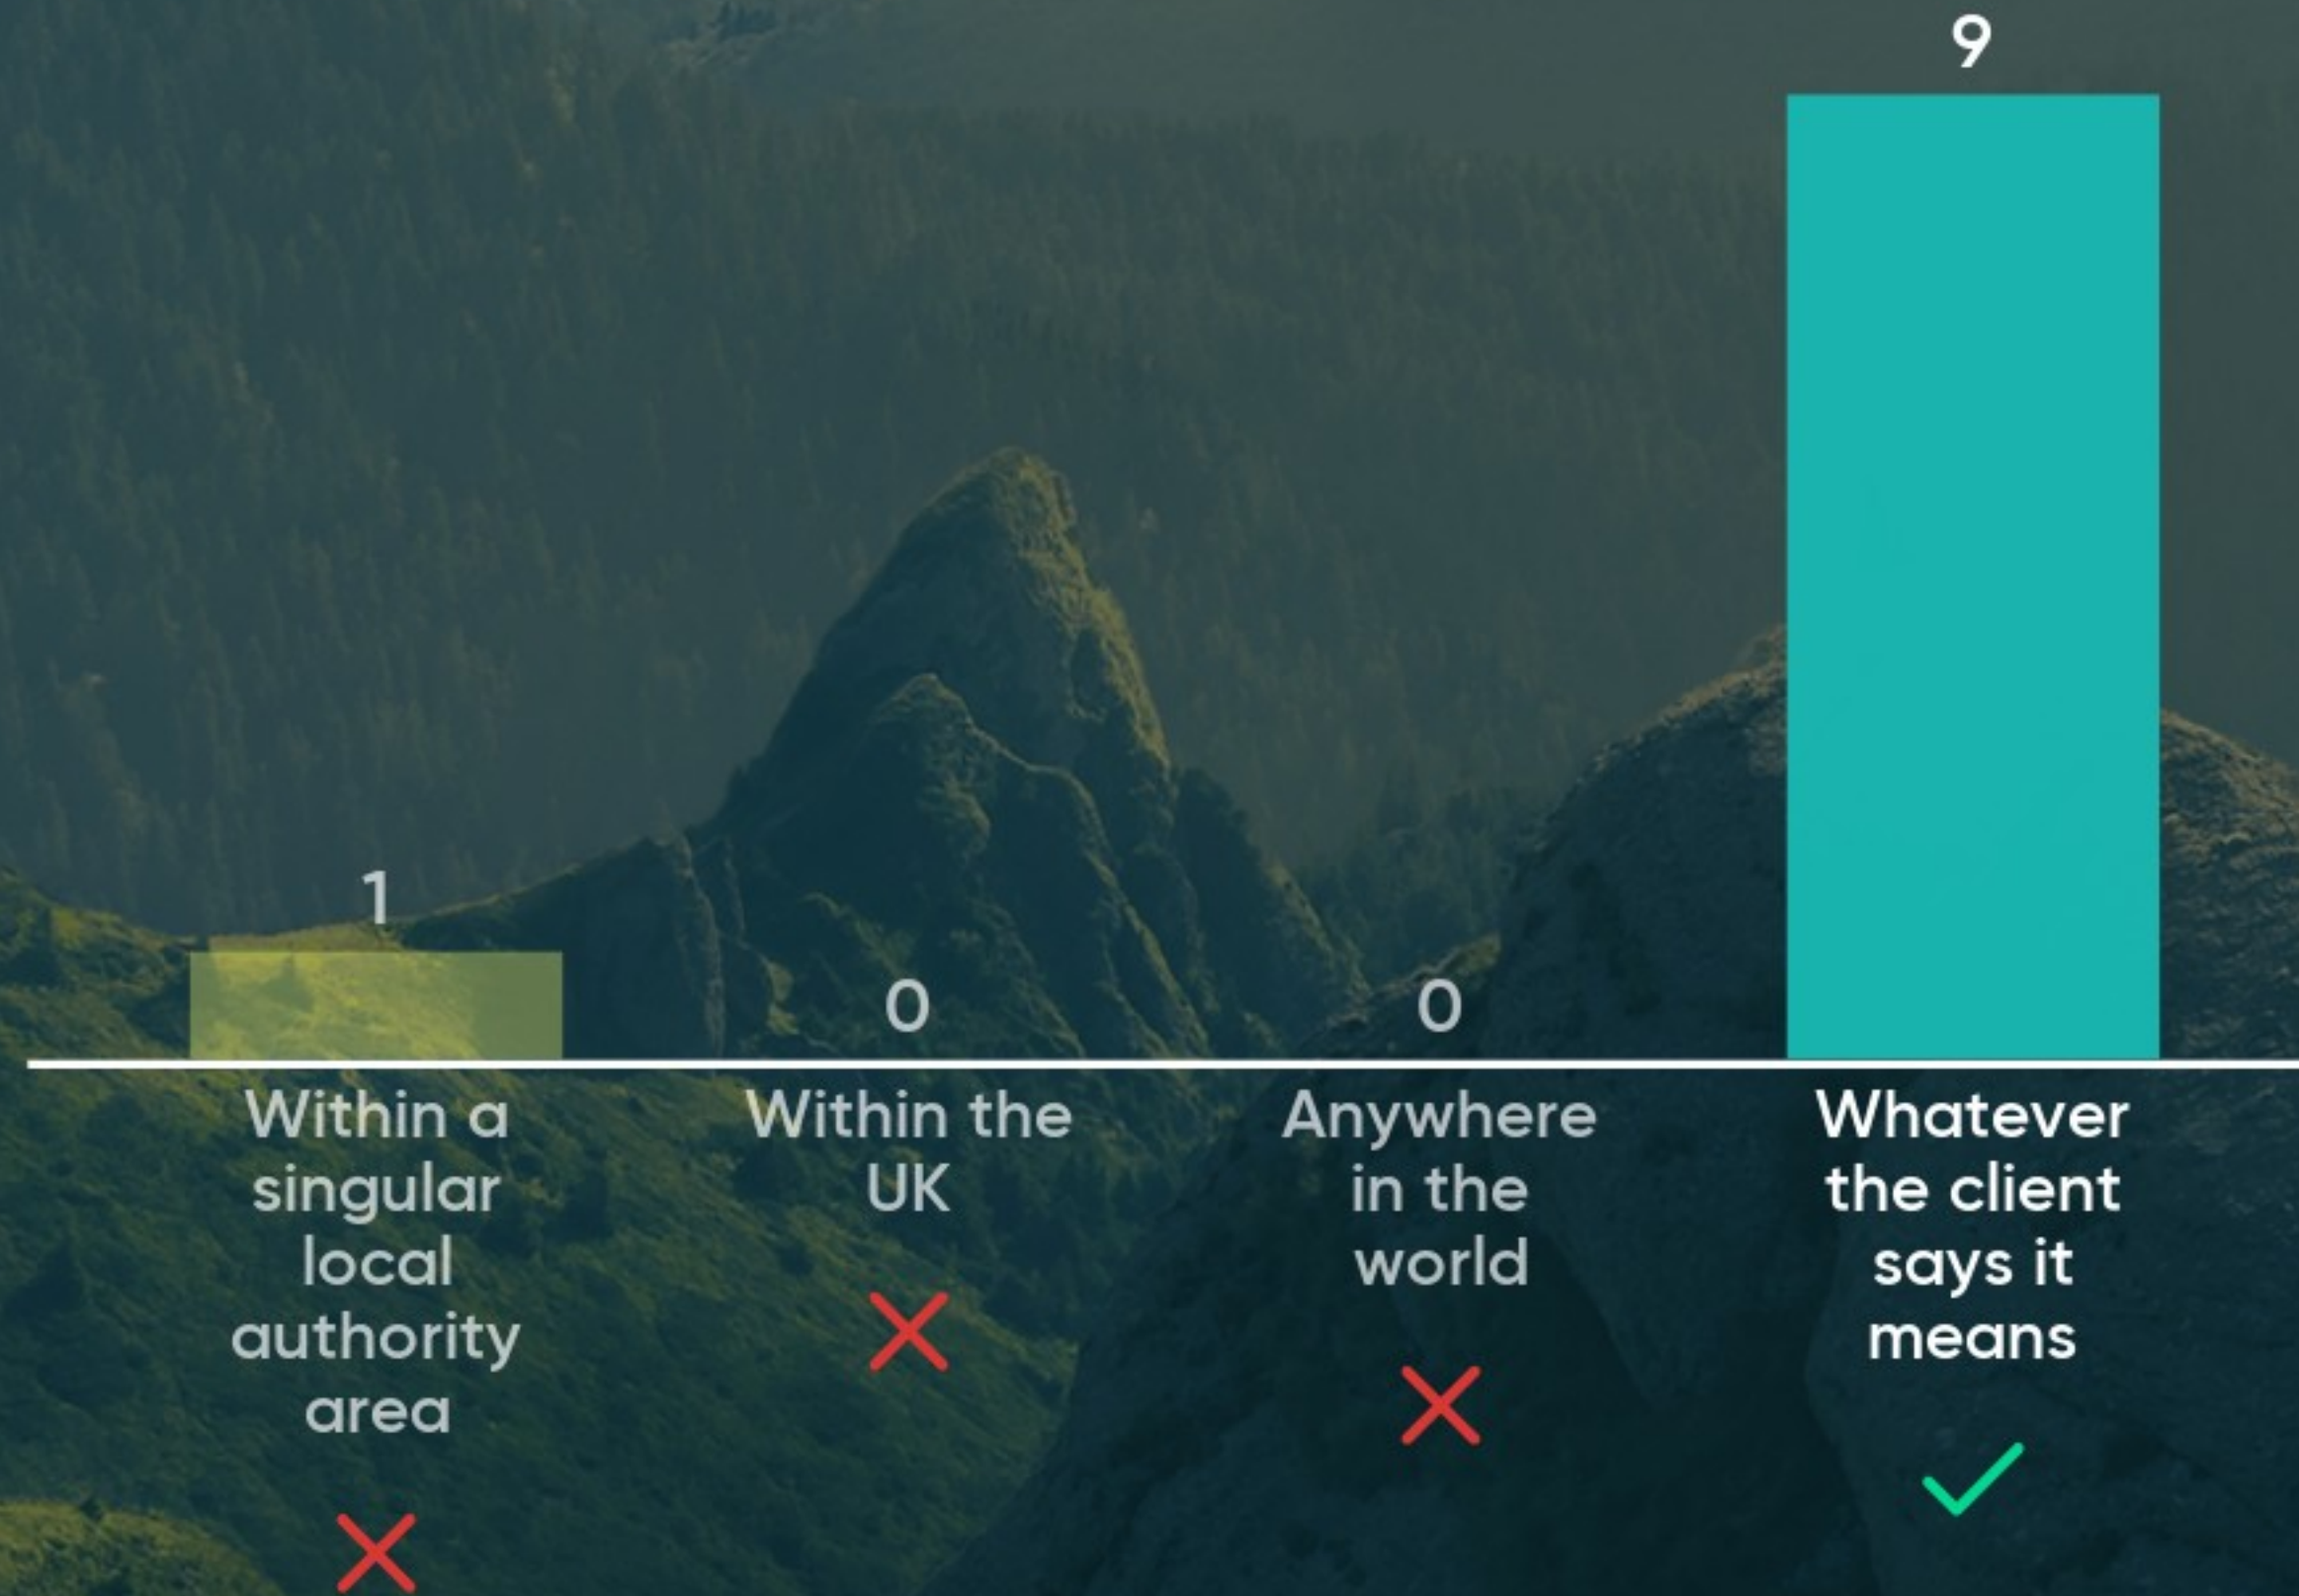 9
1
0
0
Within a
singular
local
authority
area
Within the
UK
Anywhere
in the
world
Whatever
the client
says it
means